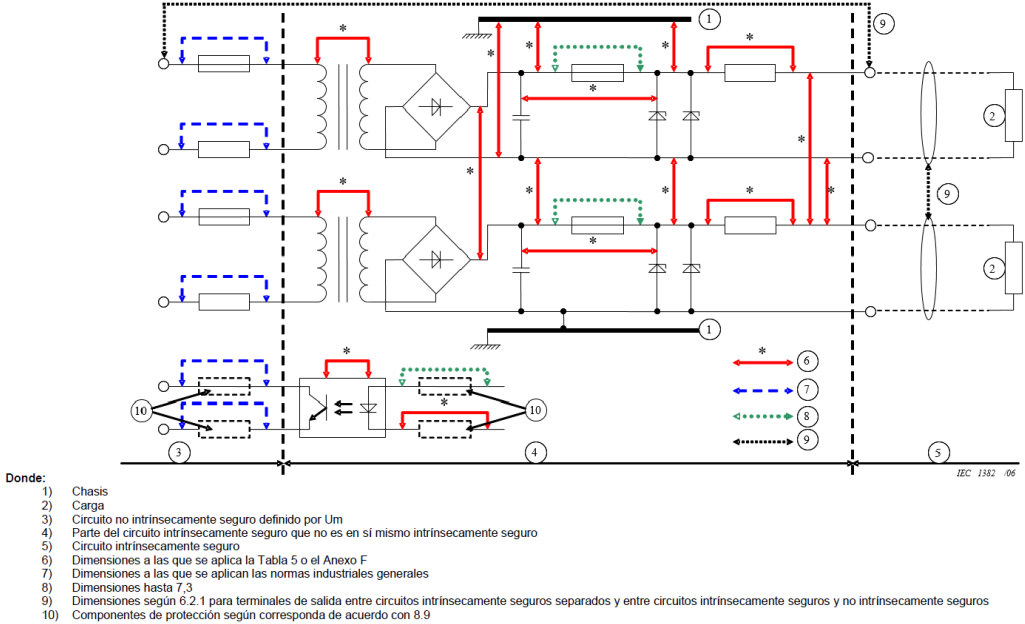 * 1 9
* * *
* * *
2
* *
* * * * * 9
* 2
1
* * 6
7
10 * 10 8
9
3 4 5
IEC 1382 /06
Donde:
1) Chasis
2) Carga
3) Circuito no intrínsecamente seguro definido por Um
4) Parte del circuito intrínsecamente seguro que no es en sí mismo intrínsecamente seguro
5) Circuito intrínsecamente seguro
6) Dimensiones a las que se aplica la Tabla 5 o el Anexo F
7) Dimensiones a las que se aplican las normas industriales generales
8) Dimensiones hasta 7,3
9) Dimensiones según 6.2.1 para terminales de salida entre circuitos intrínsecamente seguros separados y entre circuitos intrínsecamente seguros y no intrínsecamente seguros
10) Componentes de protección según corresponda de acuerdo con 8.9